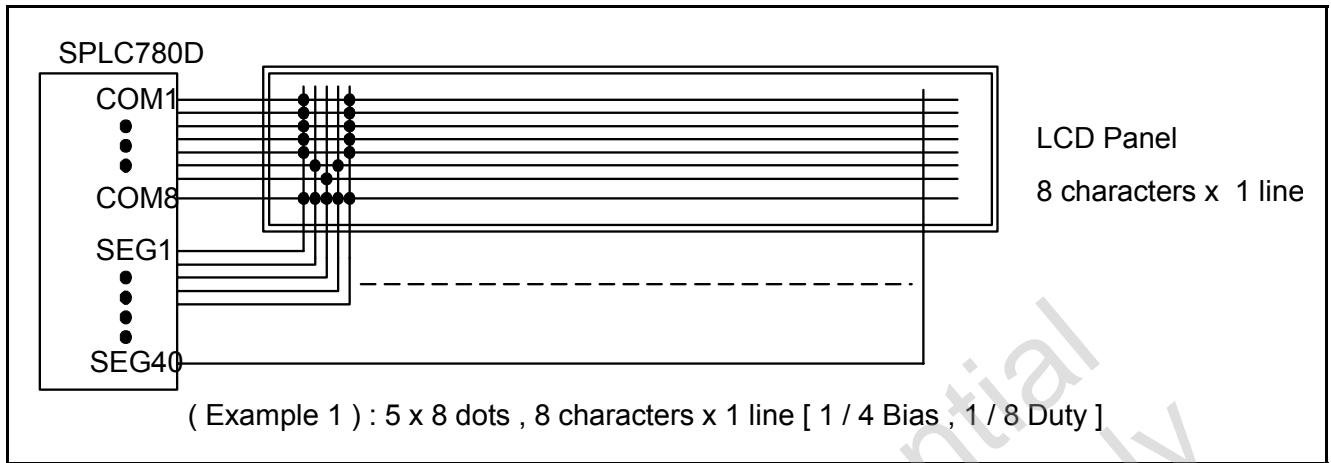 SPLC780D
COM1
COM8
SEG1
SEG40
LCD Panel
8 characters x 1 line
( Example 1 ) : 5 x 8 dots , 8 characters x 1 line [ 1 / 4 Bias , 1 / 8 Duty ]